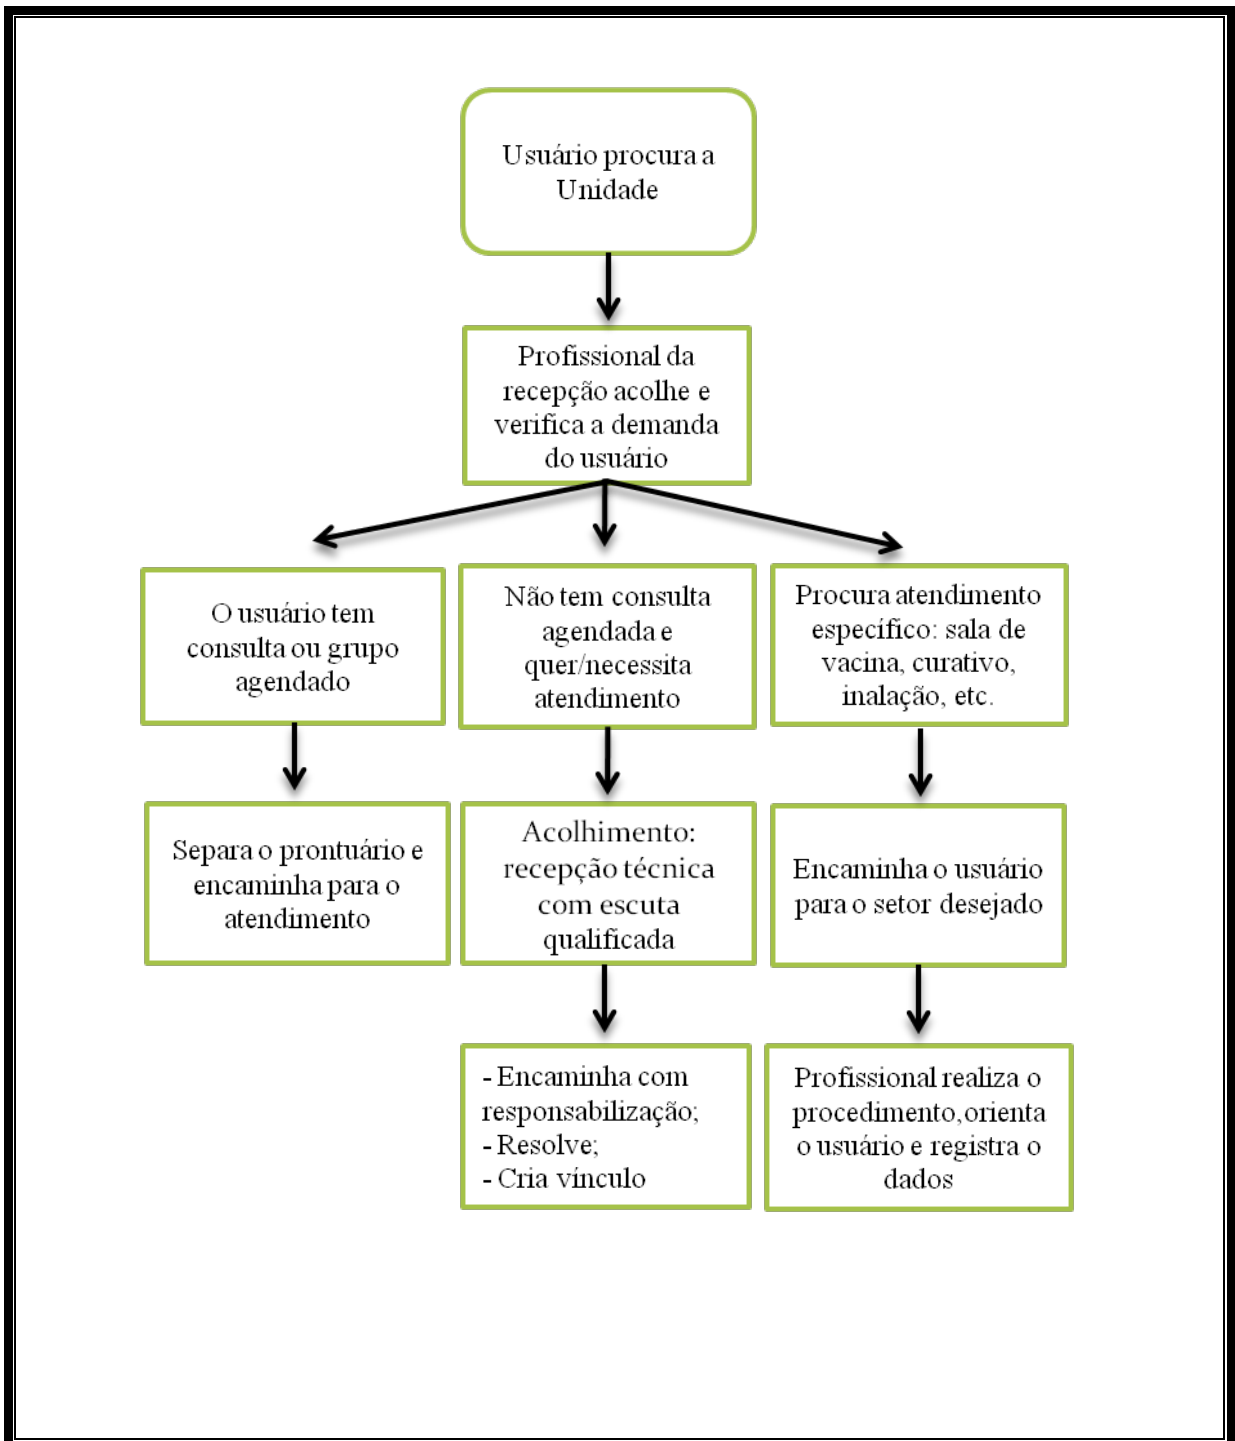 Usuário procura a
Unidade
Profissional da
recepção acolhe e
verifica a demanda
do usuário
O usuário tem
consulta ou grupo
agendado
Não tem consulta
agendada e
quer/necessita
atendimento
Procura atendimento
específico: sala de
vacina, curativo,
inalação, etc.
Separa o prontuário e
encaminha para o
atendimento
Acolhimento:
recepção técnica
com escuta
qualificada
Encaminha o usuário
para o setor desejado
- Encaminha com
responsabilização;
- Resolve;
- Cria vínculo
Profissional realiza o
procedimento,orienta
o usuário e registra o
dados